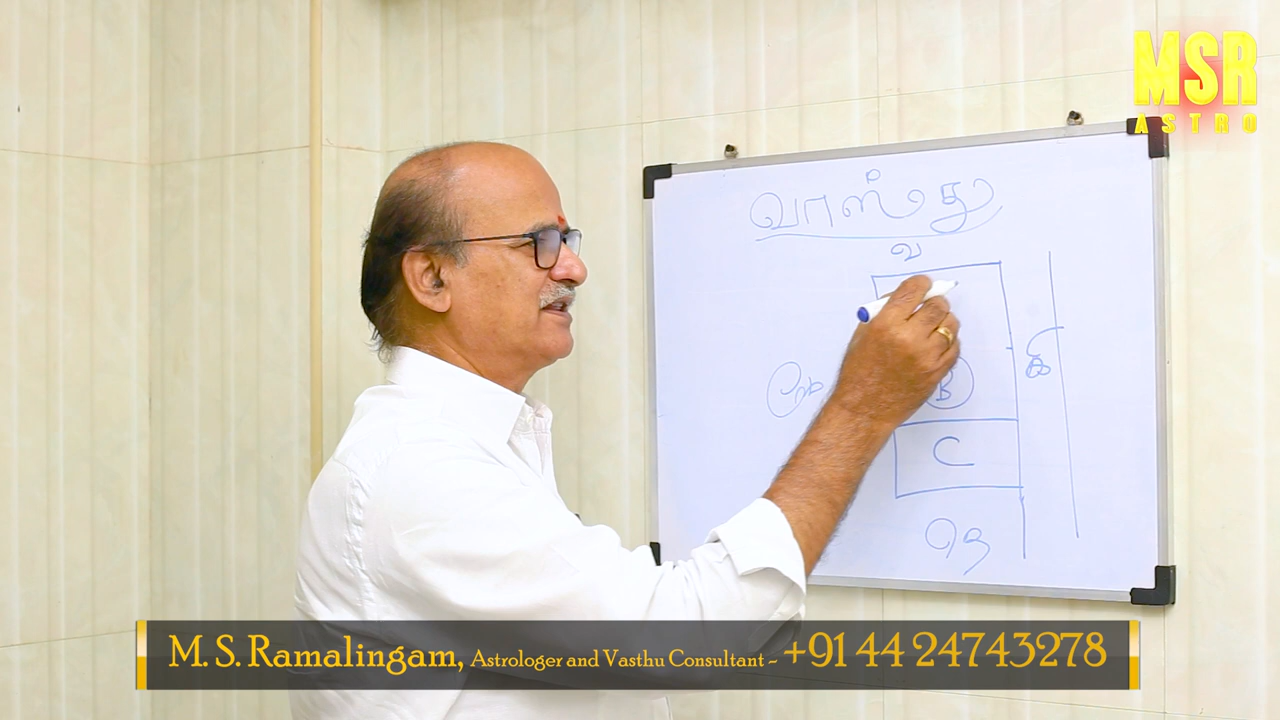 MSR
ASTRO
வாஸ்து
வ
மே
கி
B
C
தெ
M. S. Ramalingam, Astrologer and Vasthu Consultant - +91 44 24743278